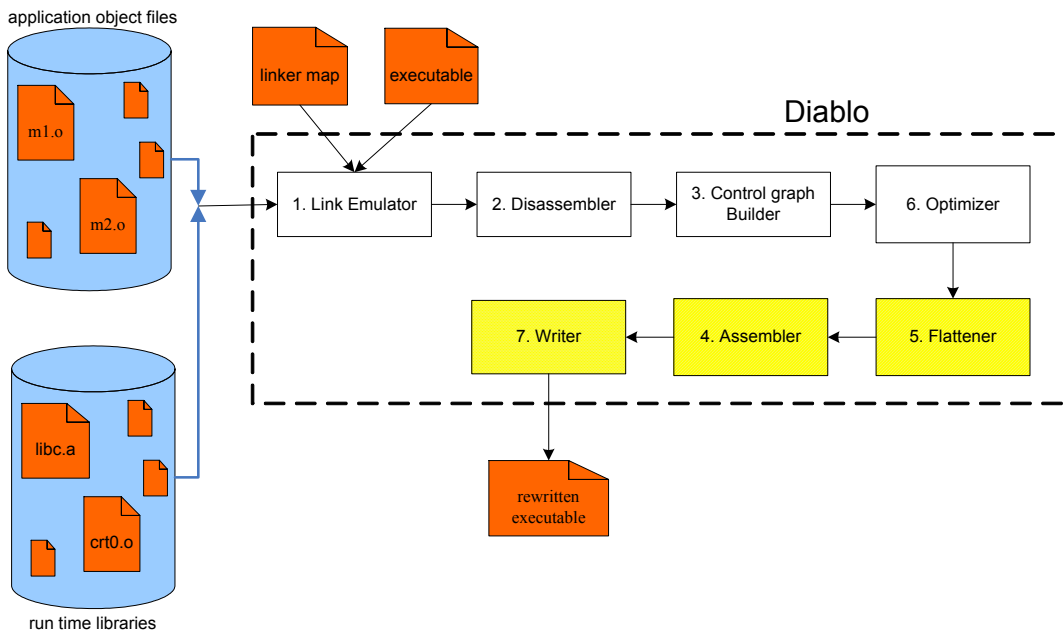 application object files
m1.o
m2.o
linker map
executable
Diablo
1. Link Emulator
2. Disassembler
3. Control graph
Builder
6. Optimizer
7. Writer
4. Assembler
5. Flattener
libc.a
crt0.o
run time libraries
rewritten
executable